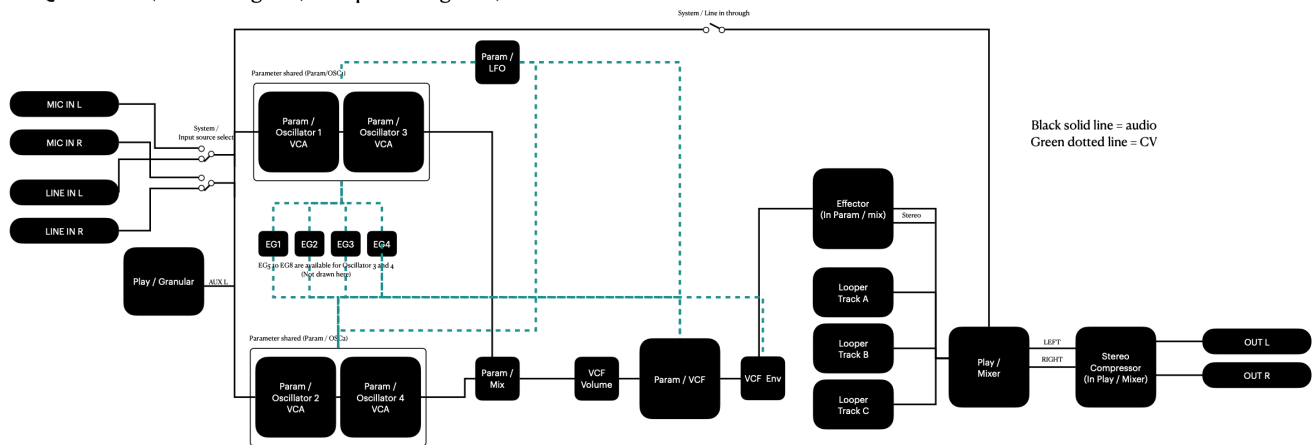 System / Line in through
Param /
LFO
Parameter shared (Param/OSC1)
MIC IN L
MIC IN R
LINE IN L
LINE IN R
System /
Input source select
Param /
Oscillator 1
VCA
Param /
Oscillator 3
VCA
Black solid line = audio
Green dotted line = CV
Effector
(In Param / mix)
Stereo
EG1
EG2
EG3
EG4
EG5 to EG8 are available for Oscillator 3 and 4
(Not drawn here)
Play / Granular
AUX L
Looper
Track A
Looper
Track B
Looper
Track C
Parameter shared (Param / OSC2)
Param /
Oscillator 2
VCA
Param /
Oscillator 4
VCA
Param /
Mix
VCF
Volume
Param / VCF
VCF Env
Play /
Mixer
LEFT
RIGHT
Stereo
Compressor
(In Play / Mixer)
OUT L
OUT R